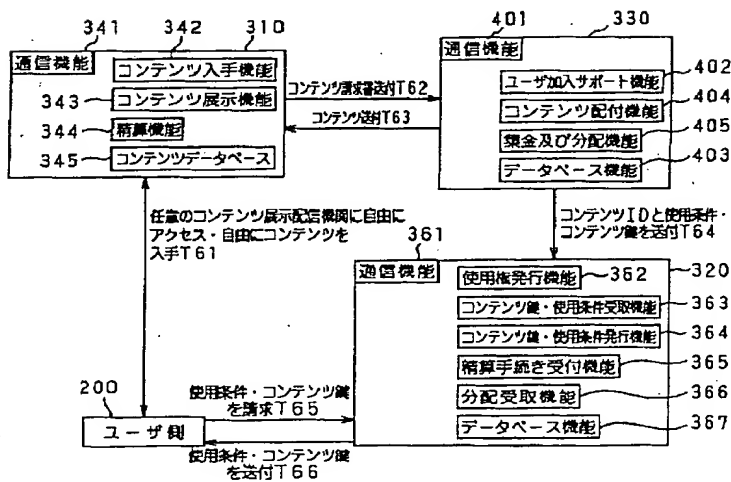 341
342
310
通信機能
コンテンツ入手機能
343
コンテンツ展示機能
344
精算機能
345
コンテンツデータベース
コンテンツ請求書送付T62
コンテンツ送付T63
401
330
通信機能
ユーザ加入サポート機能
402
コンテンツ配付機能
404
課金及び分配機能
405
データベース機能
403
任意のコンテンツ展示配信機関に自由に
アクセス・自由にコンテンツを
入手T61
コンテンツIDと使用条件・
コンテンツ鍵を送付T64
361
320
通信機能
使用権発行機能
362
コンテンツ鍵・使用条件受取機能
363
コンテンツ鍵・使用条件発行機能
364
精算手続き受付機能
365
分配受取機能
366
データベース機能
367
200
ユーザ側
使用条件・コンテンツ鍵
を請求T65
使用条件・コンテンツ鍵
を送付T66